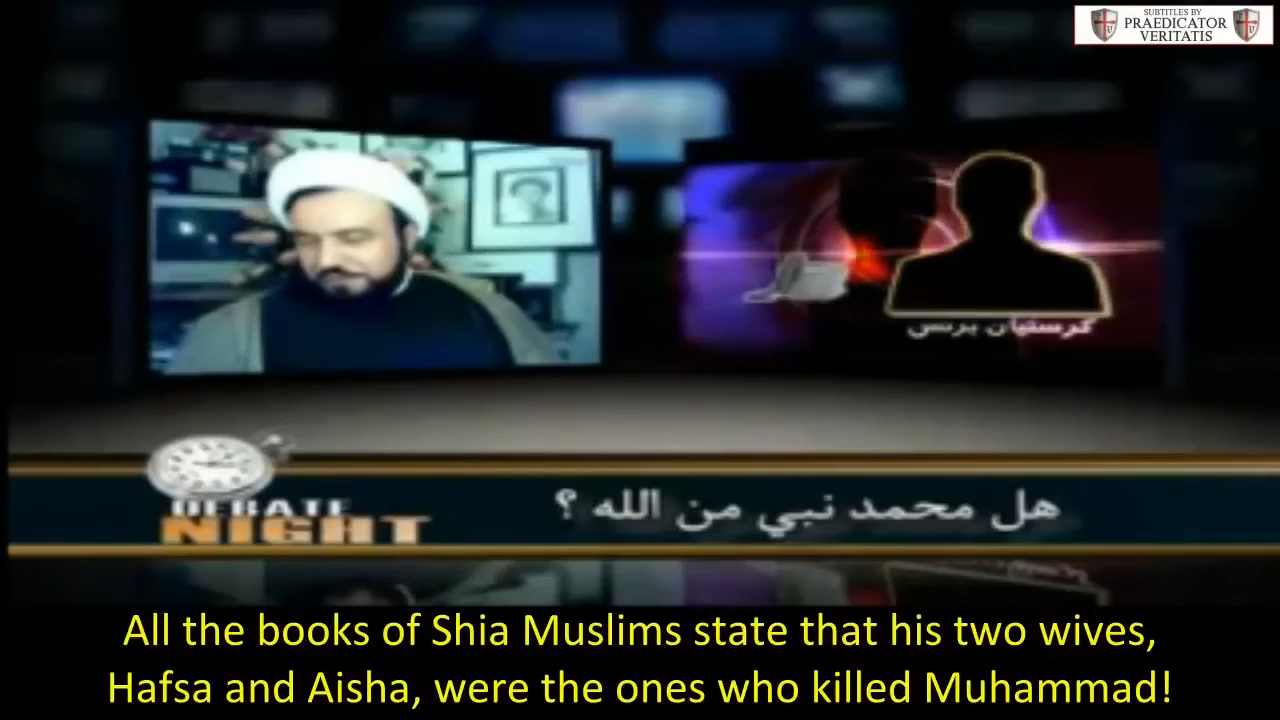 SUBTITLES BY
PRAEDICATOR
VERITATIS
كرستيان برنس
DEBATE
NIGHT
هل محمد نبي من الله ؟
All the books of Shia Muslims state that his two wives,
Hafsa and Aisha, were the ones who killed Muhammad!